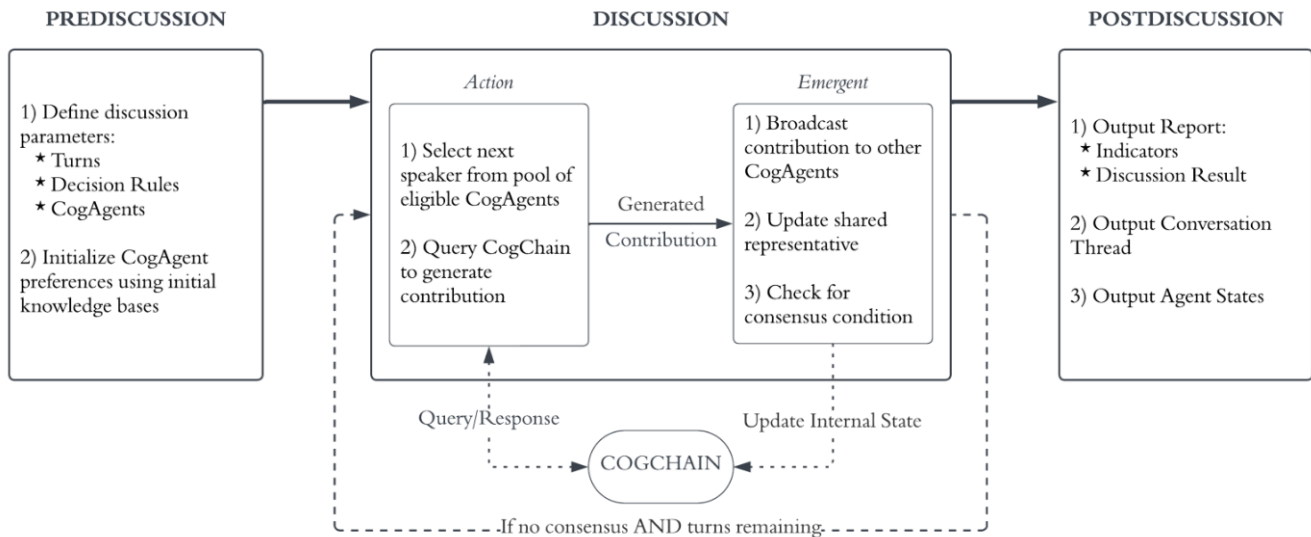 PREDISCUSSION
1) Define discussion
parameters:
★ Turns
★ Decision Rules
★ CogAgents
2) Initialize CogAgent
preferences using initial
knowledge bases
DISCUSSION
Action
1) Select next
speaker from pool of
eligible CogAgents
2) Query CogChain
to generate
contribution
Generated
Contribution
Emergent
1) Broadcast
contribution to other
CogAgents
2) Update shared
representative
3) Check for
consensus condition
Query/Response
Update Internal State
COGCHAIN
If no consensus AND turns remaining
POSTDISCUSSION
1) Output Report:
★ Indicators
★ Discussion Result
2) Output Conversation
Thread
3) Output Agent States